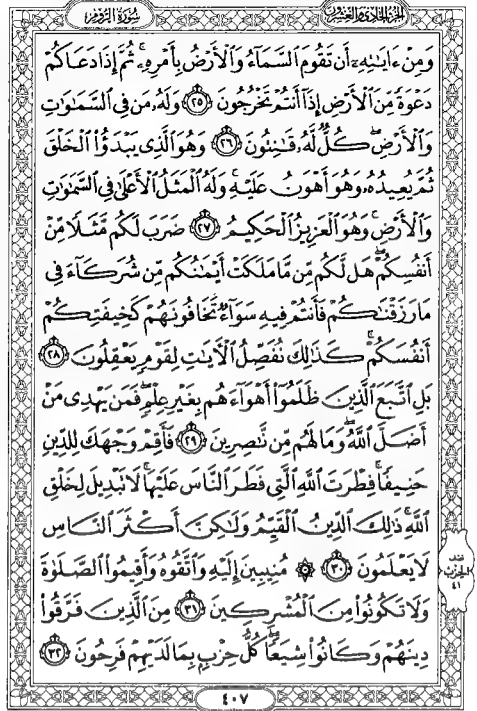 سورة الروم
الجزء الحادي والعشرون
وَمِنْ ءَايَٰتِهِۦٓ أَن تَقُومَ ٱلسَّمَآءُ وَٱلْأَرْضُ بِأَمْرِهِۦ ۚ ثُمَّ إِذَا دَعَاكُمْ
دَعْوَةً مِّنَ ٱلْأَرْضِ إِذَآ أَنتُمْ تَخْرُجُونَ ٢٥ وَلَهُۥ مَن فِى ٱلسَّمَٰوَٰتِ
وَٱلْأَرْضِ ۖ كُلٌّ لَّهُۥ قَٰنِتُونَ ٢٦ وَهُوَ ٱلَّذِى يَبْدَؤُا۟ ٱلْخَلْقَ
ثُمَّ يُعِيدُهُۥ وَهُوَ أَهْوَنُ عَلَيْهِ ۚ وَلَهُ ٱلْمَثَلُ ٱلْأَعْلَىٰ فِى ٱلسَّمَٰوَٰتِ
وَٱلْأَرْضِ ۚ وَهُوَ ٱلْعَزِيزُ ٱلْحَكِيمُ ٢٧ ضَرَبَ لَكُم مَّثَلًا مِّنْ
أَنفُسِكُمْ ۖ هَل لَّكُم مِّن مَّا مَلَكَتْ أَيْمَٰنُكُم مِّن شُرَكَآءَ فِى
مَا رَزَقْنَٰكُمْ فَأَنتُمْ فِيهِ سَوَآءٌ تَخَافُونَهُمْ كَخِيفَتِكُمْ
أَنفُسَكُمْ ۚ كَذَٰلِكَ نُفَصِّلُ ٱلْءَايَٰتِ لِقَوْمٍ يَعْقِلُونَ ٢٨
بَلِ ٱتَّبَعَ ٱلَّذِينَ ظَلَمُوٓا۟ أَهْوَآءَهُم بِغَيْرِ عِلْمٍ ۖ فَمَن يَهْدِى مَنْ
أَضَلَّ ٱللَّهُ ۖ وَمَا لَهُم مِّن نَّٰصِرِينَ ٢٩ فَأَقِمْ وَجْهَكَ لِلدِّينِ
حَنِيفًا ۚ فِطْرَتَ ٱللَّهِ ٱلَّتِى فَطَرَ ٱلنَّاسَ عَلَيْهَا ۚ لَا تَبْدِيلَ لِخَلْقِ
ٱللَّهِ ۚ ذَٰلِكَ ٱلدِّينُ ٱلْقَيِّمُ وَلَٰكِنَّ أَكْثَرَ ٱلنَّاسِ
لَا يَعْلَمُونَ ٣٠ ۞ مُنِيبِينَ إِلَيْهِ وَٱتَّقُوهُ وَأَقِيمُوا۟ ٱلصَّلَوٰةَ
وَلَا تَكُونُوا۟ مِنَ ٱلْمُشْرِكِينَ ٣١ مِنَ ٱلَّذِينَ فَرَّقُوا۟
دِينَهُمْ وَكَانُوا۟ شِيَعًا ۖ كُلُّ حِزْبٍۭ بِمَا لَدَيْهِمْ فَرِحُونَ ٣٢
نصف
الحزب
٤١
٤٠٧